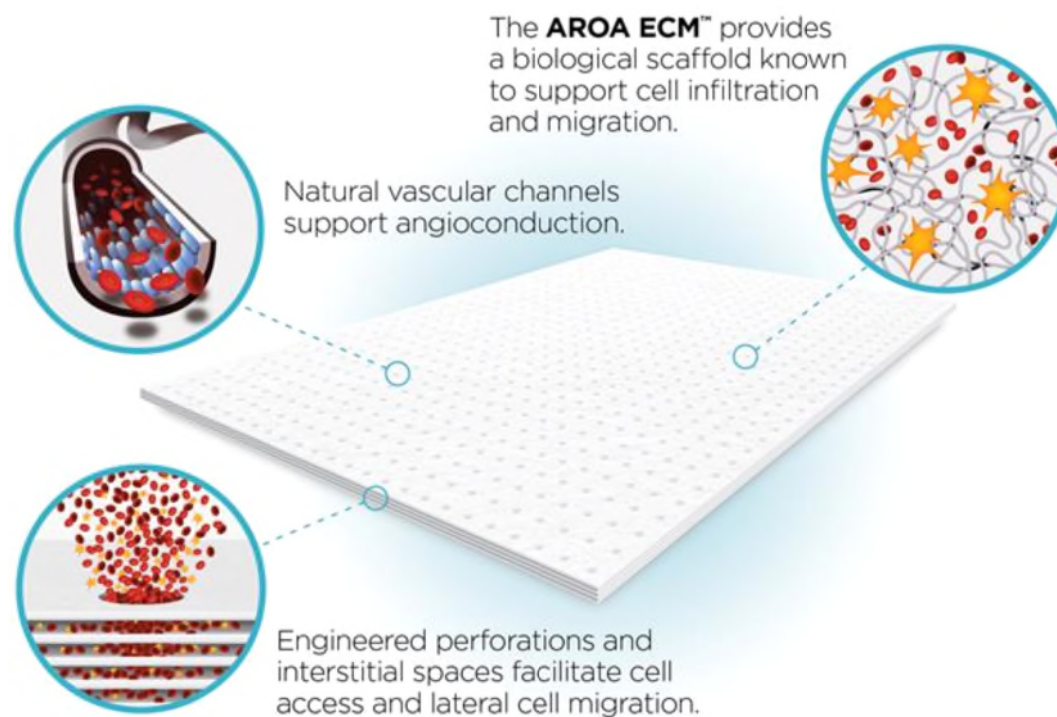 The AROA ECM™ provides
a biological scaffold known
to support cell infiltration
and migration.
Natural vascular channels
support angioconduction.
Engineered perforations and
interstitial spaces facilitate cell
access and lateral cell migration.